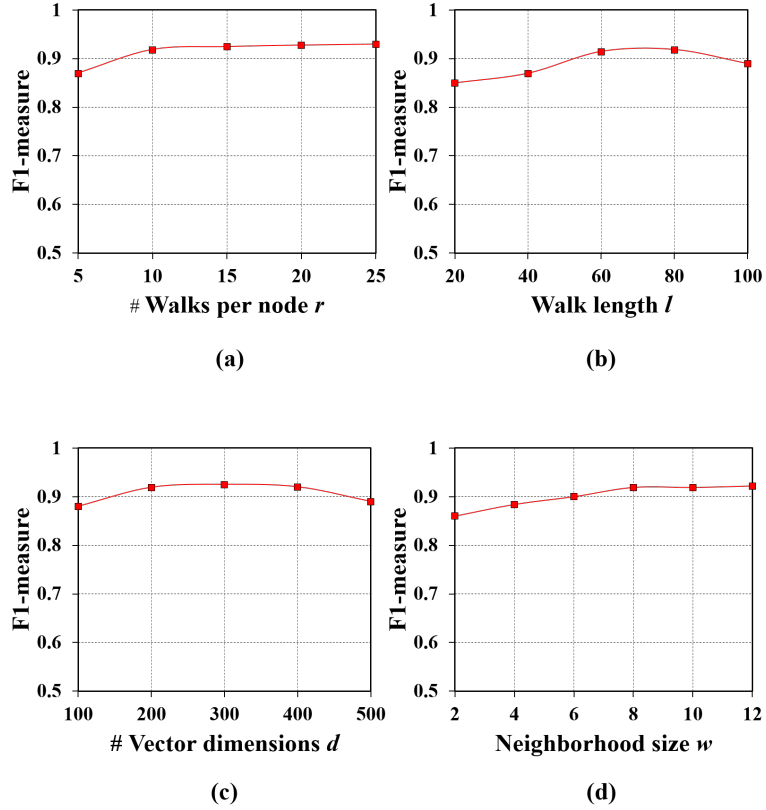 1
0.9
0.8
0.7
0.6
0.5
F1-measure
5 10 15 20 25
# Walks per node r
(a)
1
0.9
0.8
0.7
0.6
0.5
F1-measure
20 40 60 80 100
Walk length l
(b)
1
0.9
0.8
0.7
0.6
0.5
F1-measure
100 200 300 400 500
# Vector dimensions d
(c)
1
0.9
0.8
0.7
0.6
0.5
F1-measure
2 4 6 8 10 12
Neighborhood size w
(d)